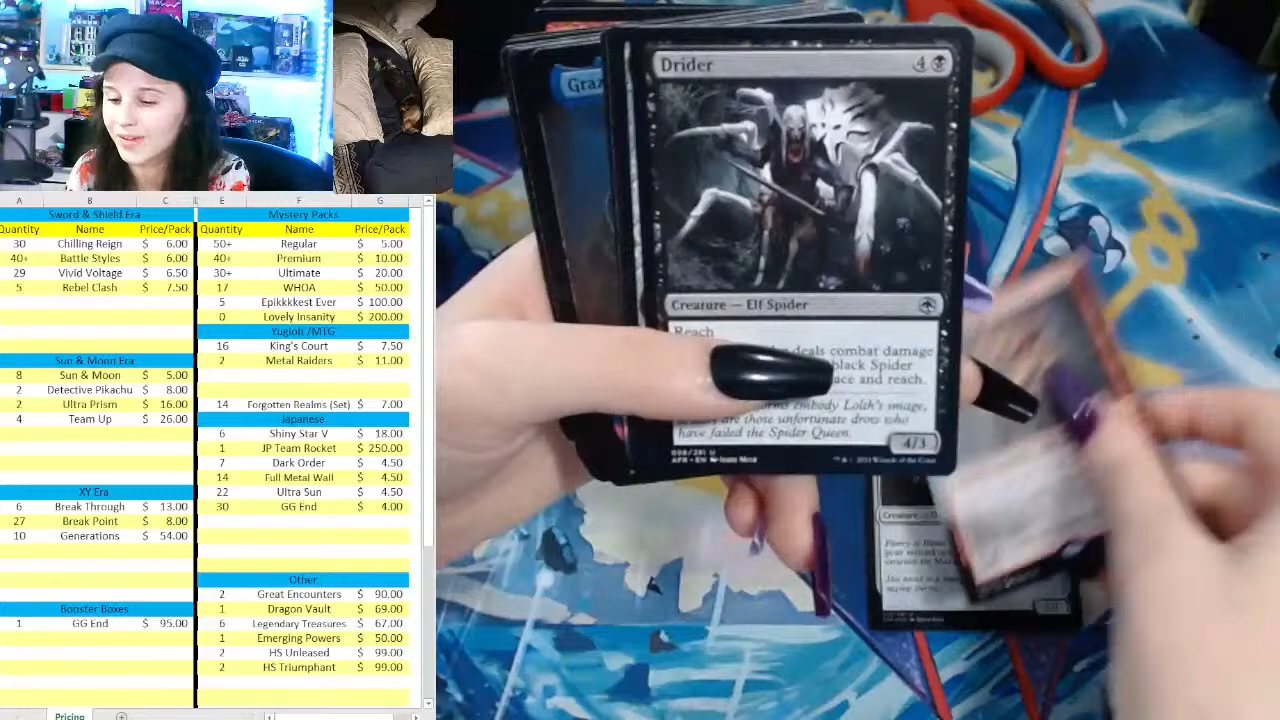 A B C E F G
Sword & Shield Era Mystery Packs
Quantity Name Price/Pack Quantity Name Price/Pack
30 Chilling Reign $ 6.00 50+ Regular $ 5.00
40+ Battle Styles $ 6.00 40+ Premium $ 10.00
29 Vivid Voltage $ 6.50 30+ Ultimate $ 20.00
5 Rebel Clash $ 7.50 17 WHOA $ 50.00
5 Epikkkkest Ever $ 100.00
0 Lovely Insanity $ 200.00
Yugioh /MTG
16 King's Court $ 7.50
Sun & Moon Era 2 Metal Raiders $ 11.00
8 Sun & Moon $ 5.00
2 Detective Pikachu $ 8.00
2 Ultra Prism $ 16.00 14 Forgotten Realms (Set) $ 7.00
4 Team Up $ 26.00 Japanese
6 Shiny Star V $ 18.00
1 JP Team Rocket $ 250.00
7 Dark Order $ 4.50
14 Full Metal Wall $ 4.50
XY Era 22 Ultra Sun $ 4.50
6 Break Through $ 13.00 30 GG End $ 4.00
27 Break Point $ 8.00
10 Generations $ 54.00
Other
2 Great Encounters $ 90.00
Booster Boxes 1 Dragon Vault $ 69.00
1 GG End $ 95.00 6 Legendary Treasures $ 67.00
1 Emerging Powers $ 50.00
2 HS Unleased $ 99.00
2 HS Triumphant $ 99.00
Pricing
Graz
Drider 4
Creature — Elf Spider
Reach
deals combat damage
black Spider
and reach.
embody Lolth's image,
are those unfortunate drow who
have failed the Spider Queen.
4/3
Creature